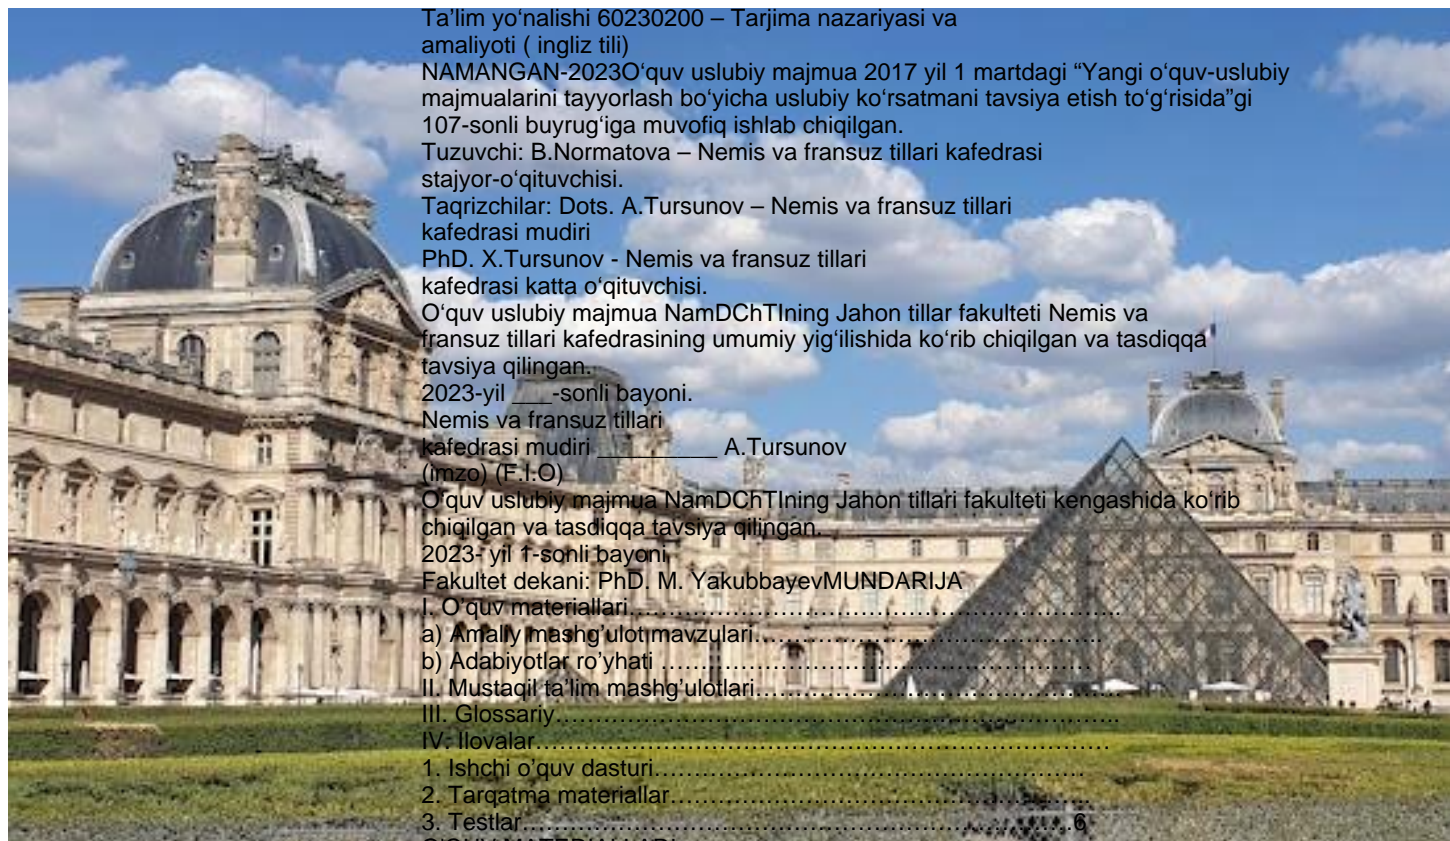 Ta’lim yo‘nalishi 60230200 – Tarjima nazariyasi va
amaliyoti ( ingliz tili)
NAMANGAN-2023O‘quv uslubiy majmua 2017 yil 1 martdagi “Yangi o‘quv-uslubiy
majmualarini tayyorlash bo‘yicha uslubiy ko‘rsatmani tavsiya etish to‘g‘risida”gi
107-sonli buyrug‘iga muvofiq ishlab chiqilgan.
Tuzuvchi: B.Normatova – Nemis va fransuz tillari kafedrasi
stajyor-o‘qituvchisi.
Taqrizchilar: Dots. A.Tursunov – Nemis va fransuz tillari
kafedrasi mudiri
PhD. X.Tursunov - Nemis va fransuz tillari
kafedrasi katta o‘qituvchisi.
O‘quv uslubiy majmua NamDChTIning Jahon tillar fakulteti Nemis va
fransuz tillari kafedrasining umumiy yig‘ilishida ko‘rib chiqilgan va tasdiqqa
tavsiya qilingan.
2023-yil ___-sonli bayoni.
Nemis va fransuz tillari
kafedrasi mudiri ___________ A.Tursunov
(imzo) (F.I.O)
O‘quv uslubiy majmua NamDChTIning Jahon tillari fakulteti kengashida ko‘rib
chiqilgan va tasdiqqa tavsiya qilingan.
2023- yil 1-sonli bayoni.
Fakultet dekani: PhD. M. YakubbayevMUNDARIJA
I. O’quv materiallari……………………………………………………….
a) Amaliy mashg’ulot mavzulari……………………………………..
b) Adabiyotlar ro’yhati ………………………………………………
II. Mustaqil ta’lim mashg’ulotlari……………………………………….
III. Glossariy……………………………………………………………..
IV. Ilovalar………………………………………………………………
1. Ishchi o’quv dasturi……………………………………………….
2. Tarqatma materiallar……………………………………………..
3. Testlar…………………………………………………………….6